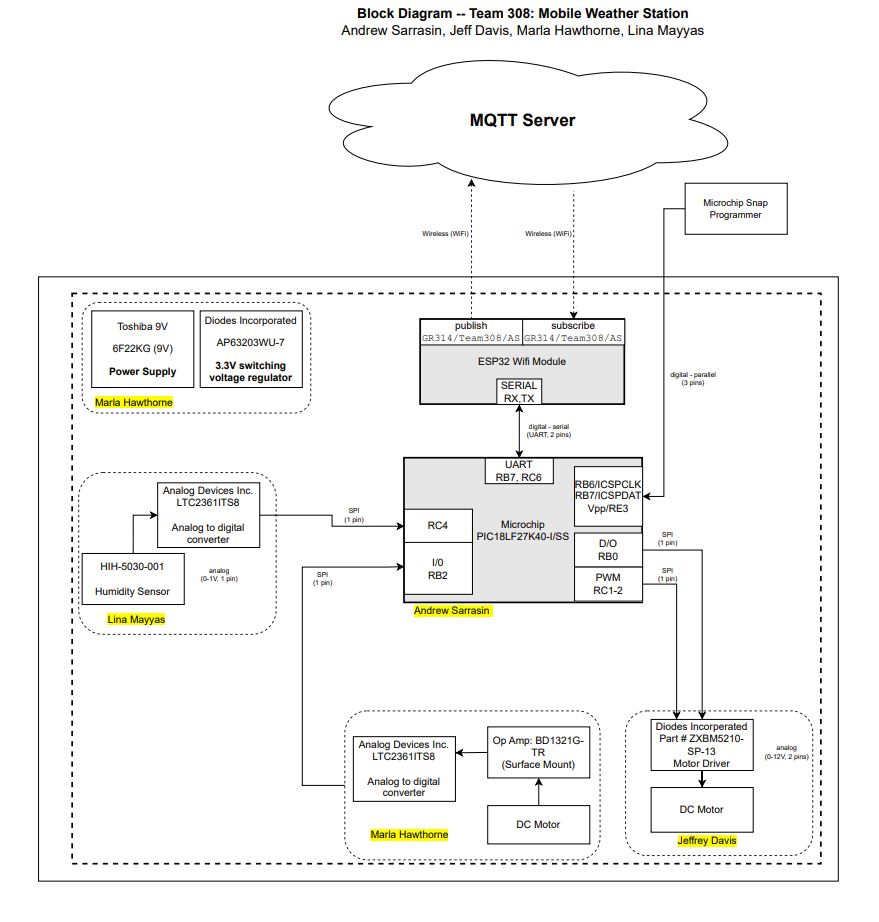 Block Diagram -- Team 308: Mobile Weather Station
Andrew Sarrasin, Jeff Davis, Marla Hawthorne, Lina Mayyas
MQTT Server
Microchip Snap
Programmer
Wireless (WiFi)
Wireless (WiFi)
Toshiba 9V
6F22KG (9V)
Power Supply
Diodes Incorporated
AP63203WU-7
3.3V switching
voltage regulator
Marla Hawthorne
publish
GR314/Team308/AS
subscribe
GR314/Team308/AS
ESP32 Wifi Module
SERIAL
RX,TX
digital - parallel
(3 pins)
digital - serial
(UART, 2 pins)
UART
RB7, RC6
RB6/ICSPCLK
RB7/ICSPDAT
Vpp/RE3
Microchip
PIC18LF27K40-I/SS
RC4
I/0
RB2
D/O
RB0
PWM
RC1-2
Andrew Sarrasin
Analog Devices Inc.
LTC2361ITS8
Analog to digital
converter
HIH-5030-001
Humidity Sensor
analog
(0-1V, 1 pin)
Lina Mayyas
SPI
(1 pin)
SPI
(1 pin)
SPI
(1 pin)
SPI
(1 pin)
Analog Devices Inc.
LTC2361ITS8
Analog to digital
converter
Op Amp: BD1321G-
TR
(Surface Mount)
DC Motor
Marla Hawthorne
Diodes Incorperated
Part # ZXBM5210-
SP-13
Motor Driver
analog
(0-12V, 2 pins)
DC Motor
Jeffrey Davis